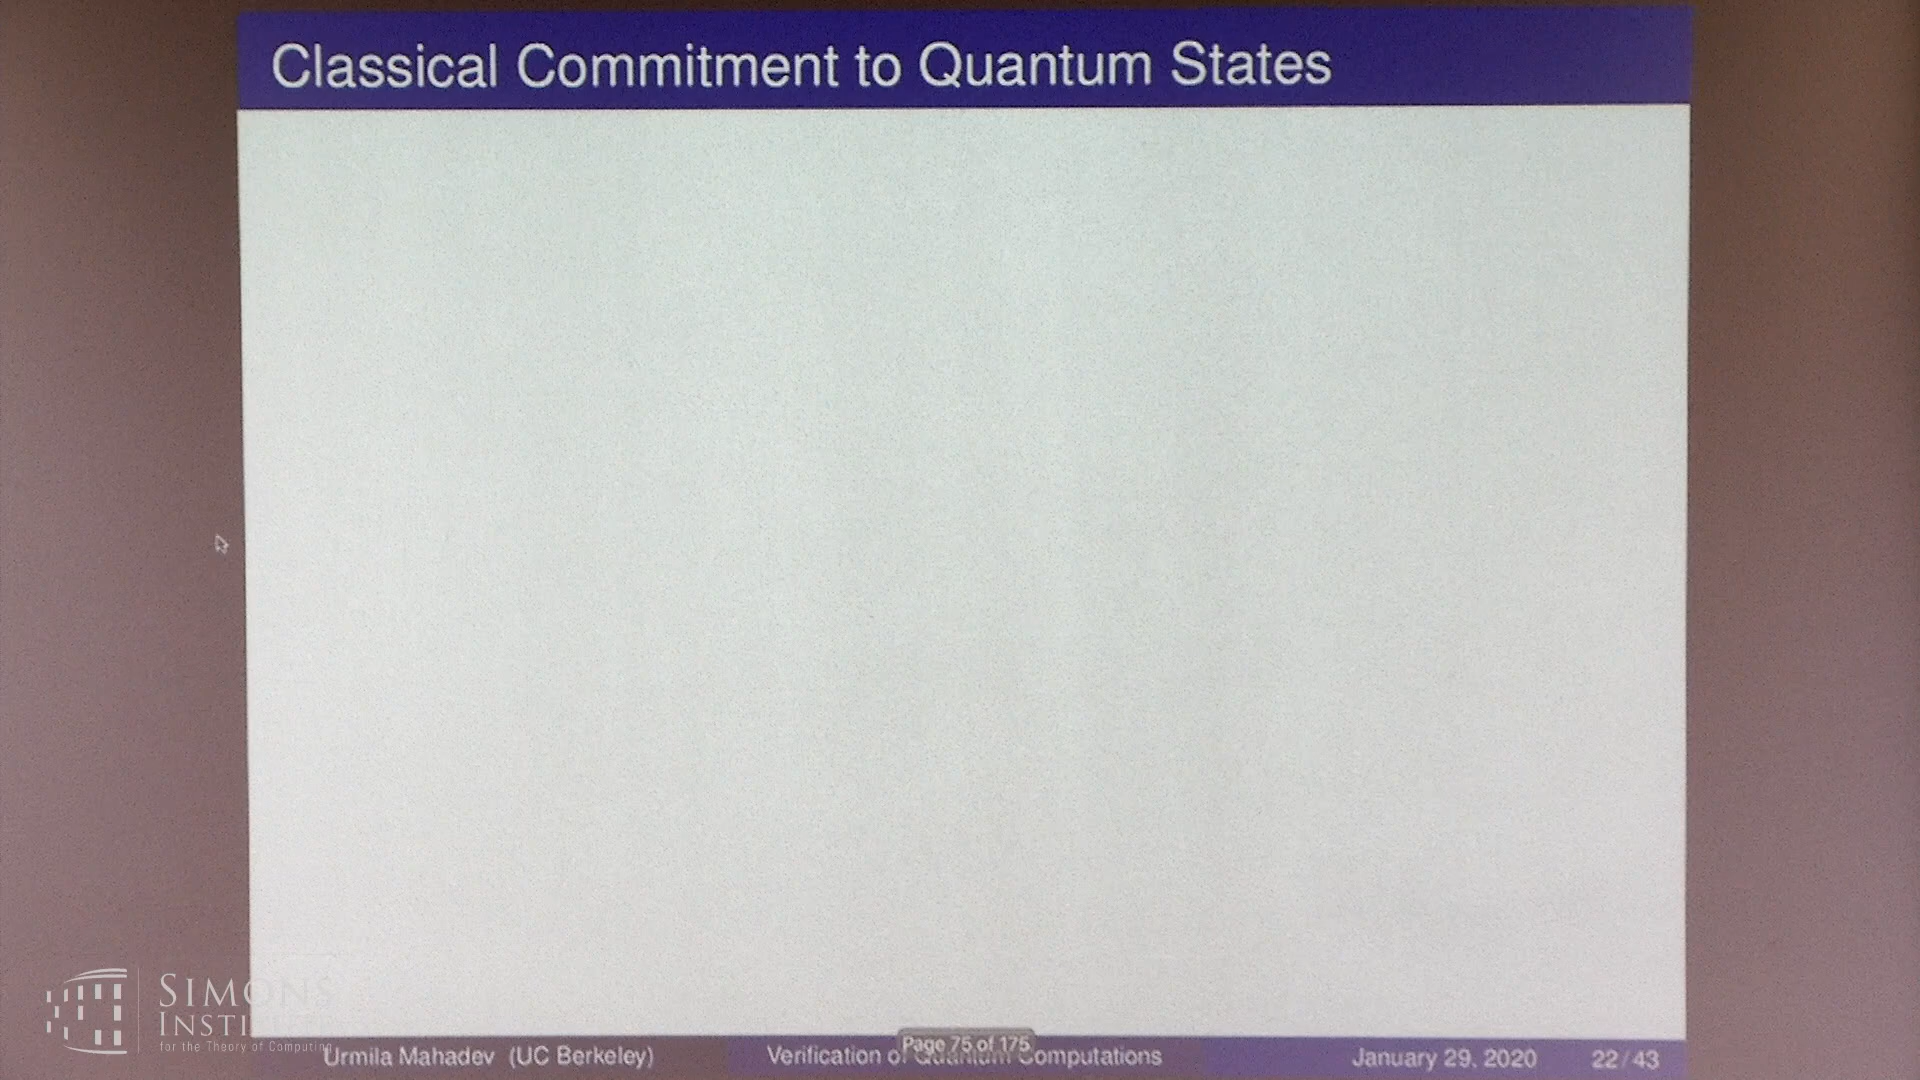 Classical Commitment to Quantum States
SIMONS
INSTI
for the Theory of Computing
Urmila Mahadev (UC Berkeley)
Verification of Quantum Computations
Page 75 of 175
January 29, 2020
22/43